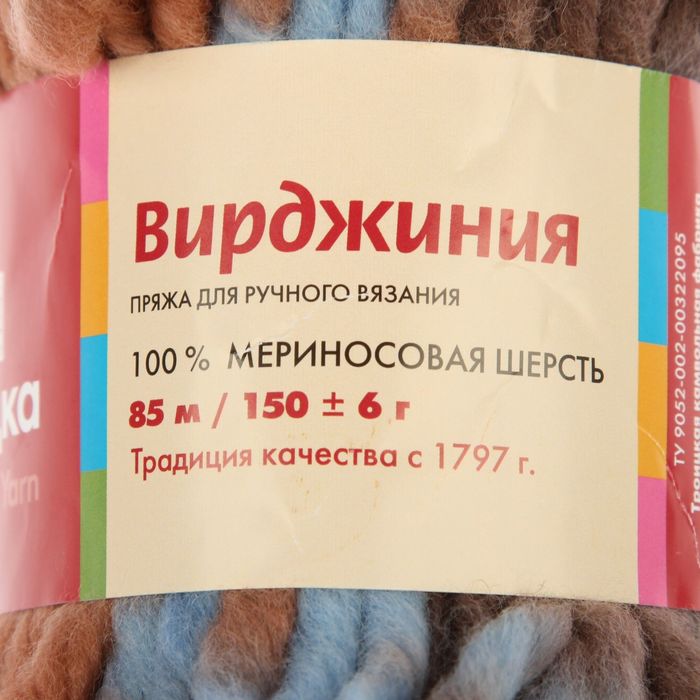 Вирджиния
ПРЯЖА ДЛЯ РУЧНОГО ВЯЗАНИЯ
100 % МЕРИНОСОВАЯ ШЕРСТЬ
85 м / 150 ± 6 г
Традиция качества с 1797 г.
Yarn
ТУ 9052-002-00322095